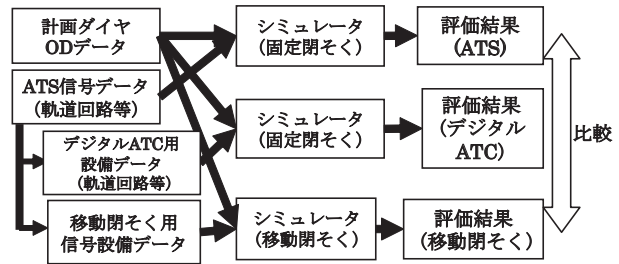 計画ダイヤ
ODデータ
ATS信号データ
(軌道回路等)
デジタルATC用
設備データ
(軌道回路等)
移動閉そく用
信号設備データ
シミュレータ
(固定閉そく)
シミュレータ
(固定閉そく)
シミュレータ
(移動閉そく)
評価結果
(ATS)
評価結果
(デジタル
ATC)
評価結果
(移動閉そく)
比較